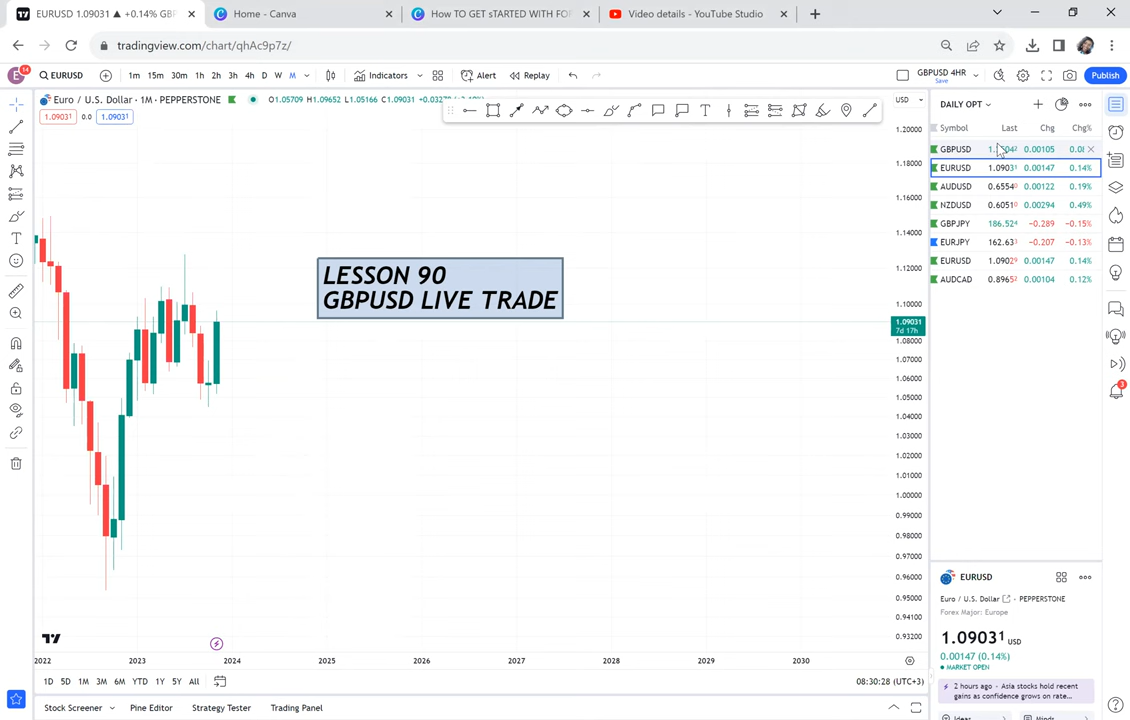 EURUSD 1.09031 ▲ +0.14% GBP
Home - Canva
How TO GET sTARTED WITH FOR
Video details - YouTube Studio
tradingview.com/chart/qhAc9p7z/
E
14
EURUSD
1m 15m 30m 1h 2h 3h 4h D W M
Indicators
Alert
Replay
GBPUSD 4HR
Save
Publish
Euro / U.S. Dollar · 1M · PEPPERSTONE
O1.05709 H1.09652 L1.05166 C1.09031
1.09031 0.0 1.09031
USD
DAILY OPT
Symbol Last Chg Chg%
GBPUSD 0.00105
EURUSD 1.09031 0.00147 0.14%
AUDUSD 0.6554 0.00122 0.19%
NZDUSD 0.6051 0.00294 0.49%
GBPJPY 186.524 −0.289 −0.15%
EURJPY 162.63 −0.207 −0.13%
EURUSD 1.09029 0.00147 0.14%
AUDCAD 0.8965 0.00104 0.12%
LESSON 90
GBPUSD LIVE TRADE
1.20000
1.18000
1.16000
1.14000
1.12000
1.10000
1.09031
7d 17h
1.08000
1.07000
1.06000
1.05000
1.04000
1.03000
1.02000
1.01000
1.00000
0.99000
0.98000
0.97000
0.96000
0.95000
0.94100
0.93200
2022 2023 2024 2025 2026 2027 2028 2029 2030
EURUSD
Euro / U.S. Dollar · PEPPERSTONE
Forex Major: Europe
1.09031 USD
0.00147 (0.14%)
MARKET OPEN
2 hours ago · Asia stocks hold recent
gains as confidence grows on rate...
Ideas
Minds
1D 5D 1M 3M 6M YTD 1Y 5Y All
08:30:28 (UTC+3)
Stock Screener
Pine Editor
Strategy Tester
Trading Panel
3